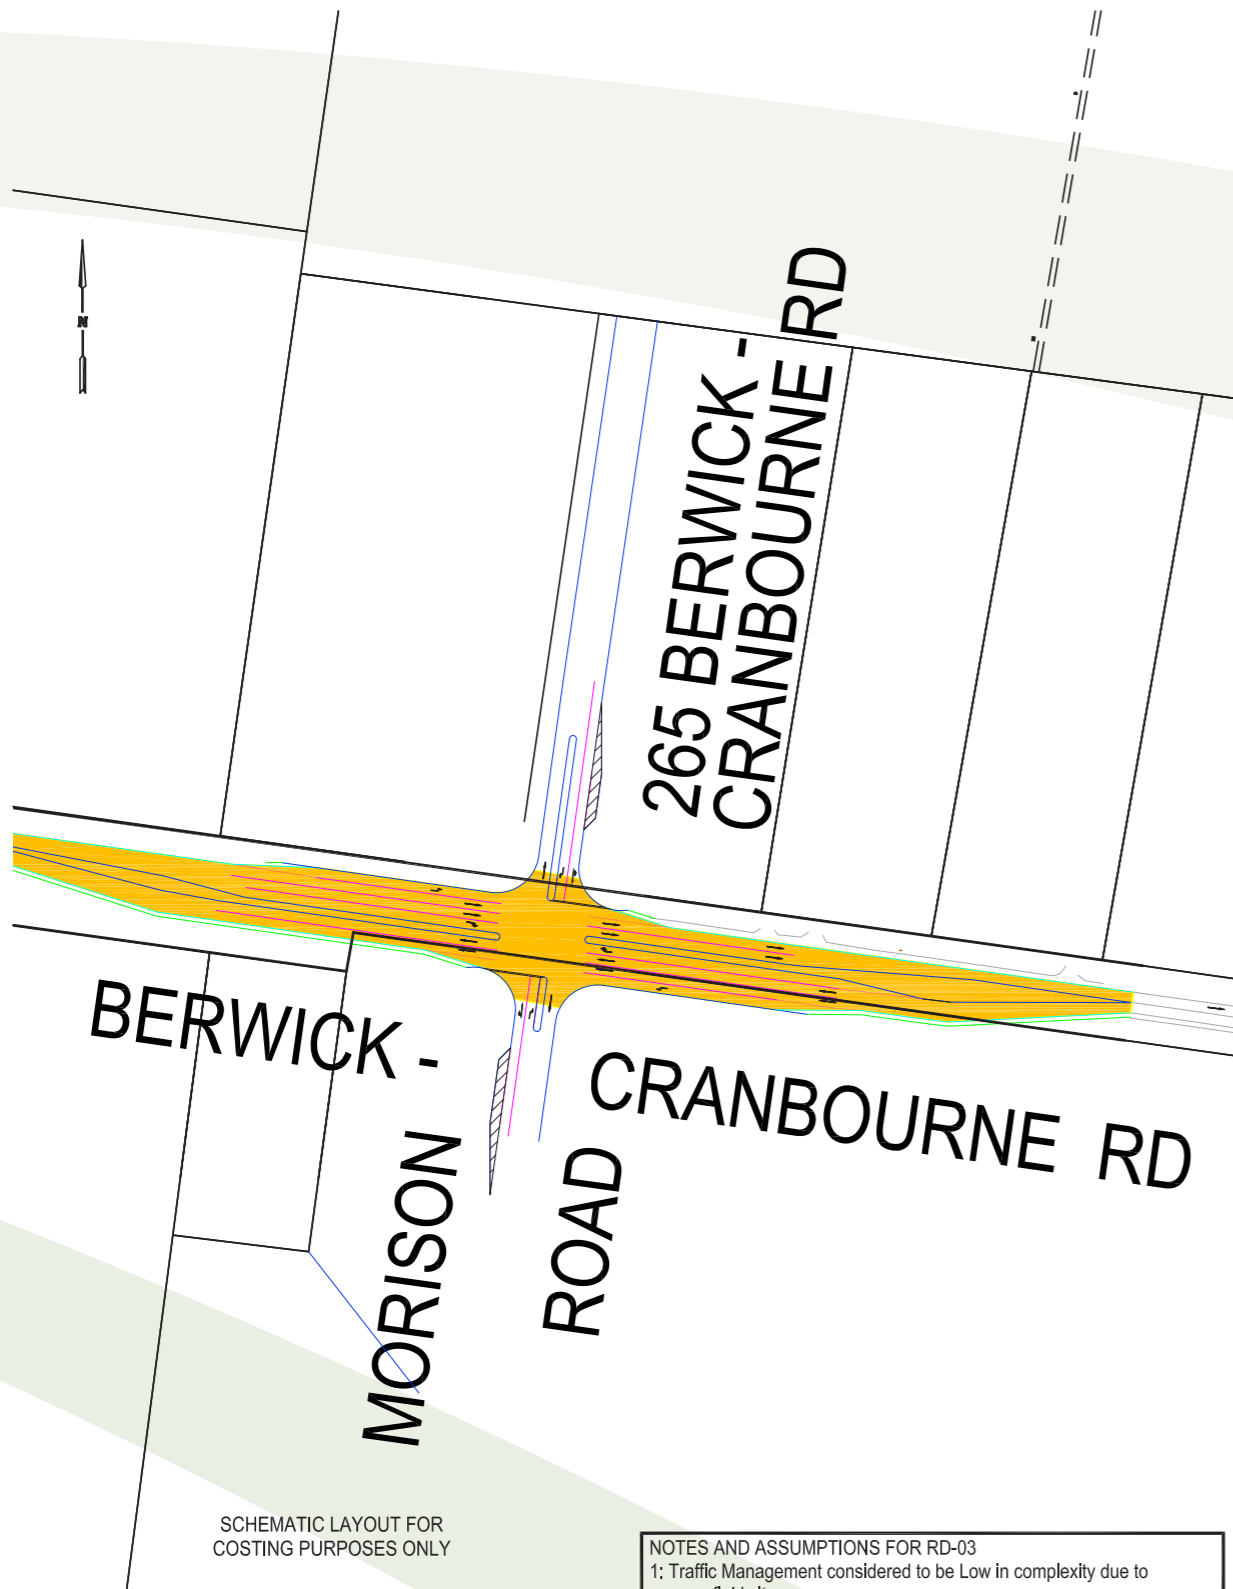 N
265 BERWICK -
CRANBOURNE RD
BERWICK -
CRANBOURNE RD
MORISON
ROAD
SCHEMATIC LAYOUT FOR
COSTING PURPOSES ONLY
NOTES AND ASSUMPTIONS FOR RD-03
1: Traffic Management considered to be Low in complexity due to